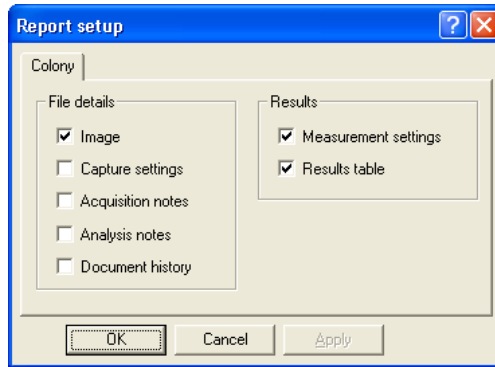 Report setup
Colony
File details
Image
Capture settings
Acquisition notes
Analysis notes
Document history
Results
Measurement settings
Results table
OK
Cancel
Apply